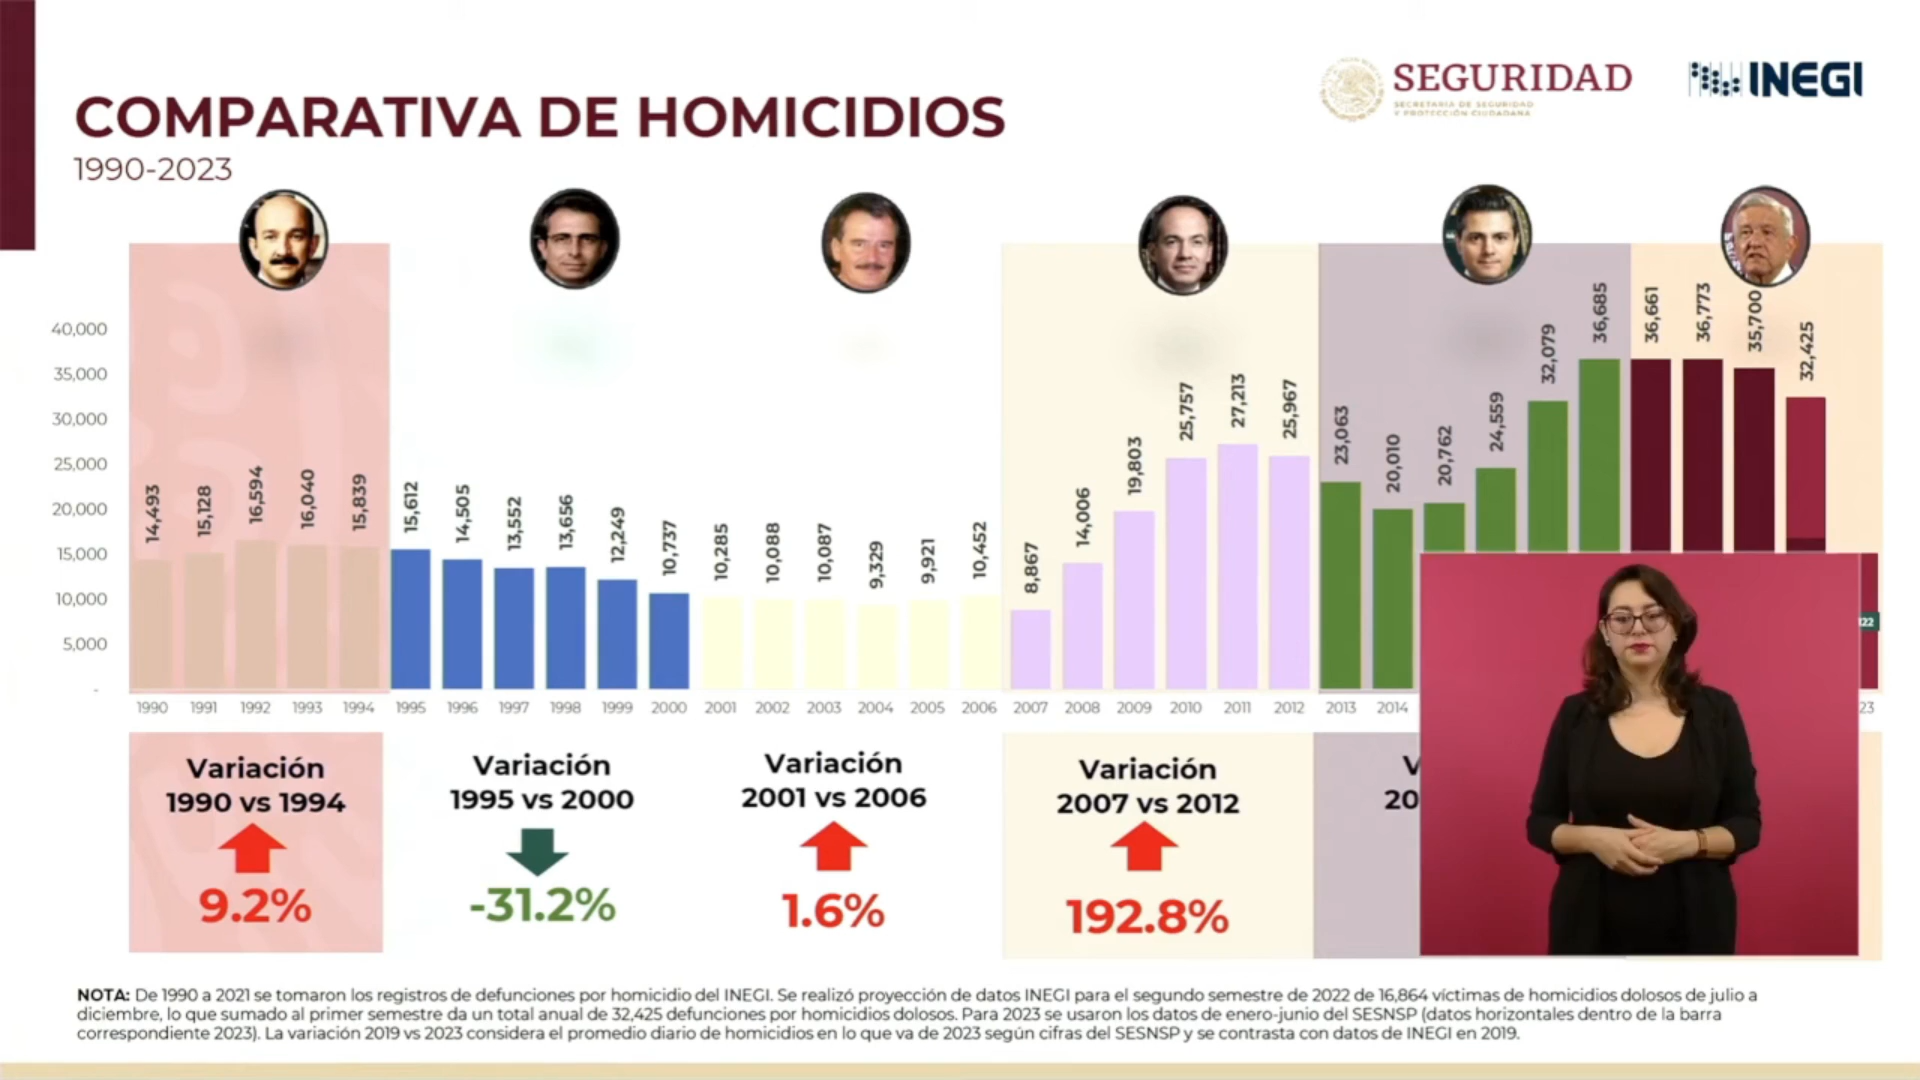 COMPARATIVA DE HOMICIDIOS
1990-2023
SEGURIDAD
SECRETARÍA DE SEGURIDAD
Y PROTECCIÓN CIUDADANA
INEGI
40,000
35,000
30,000
25,000
20,000
15,000
10,000
5,000
-
14,493
15,128
16,594
16,040
15,839
15,612
14,505
13,552
13,656
12,249
10,737
10,285
10,088
10,087
9,329
9,921
10,452
8,867
14,006
19,803
25,757
27,213
25,967
23,063
20,010
20,762
24,559
32,079
36,685
36,661
36,773
35,700
32,425
1990 1991 1992 1993 1994 1995 1996 1997 1998 1999 2000 2001 2002 2003 2004 2005 2006 2007 2008 2009 2010 2011 2012 2013 2014 23
Variación
1990 vs 1994
9.2%
Variación
1995 vs 2000
-31.2%
Variación
2001 vs 2006
1.6%
Variación
2007 vs 2012
192.8%
V
20
NOTA: De 1990 a 2021 se tomaron los registros de defunciones por homicidio del INEGI. Se realizó proyección de datos INEGI para el segundo semestre de 2022 de 16,864 víctimas de homicidios dolosos de julio a
diciembre, lo que sumado al primer semestre da un total anual de 32,425 defunciones por homicidios dolosos. Para 2023 se usaron los datos de enero-junio del SESNSP (datos horizontales dentro de la barra
correspondiente 2023). La variación 2019 vs 2023 considera el promedio diario de homicidios en lo que va de 2023 según cifras del SESNSP y se contrasta con datos de INEGI en 2019.